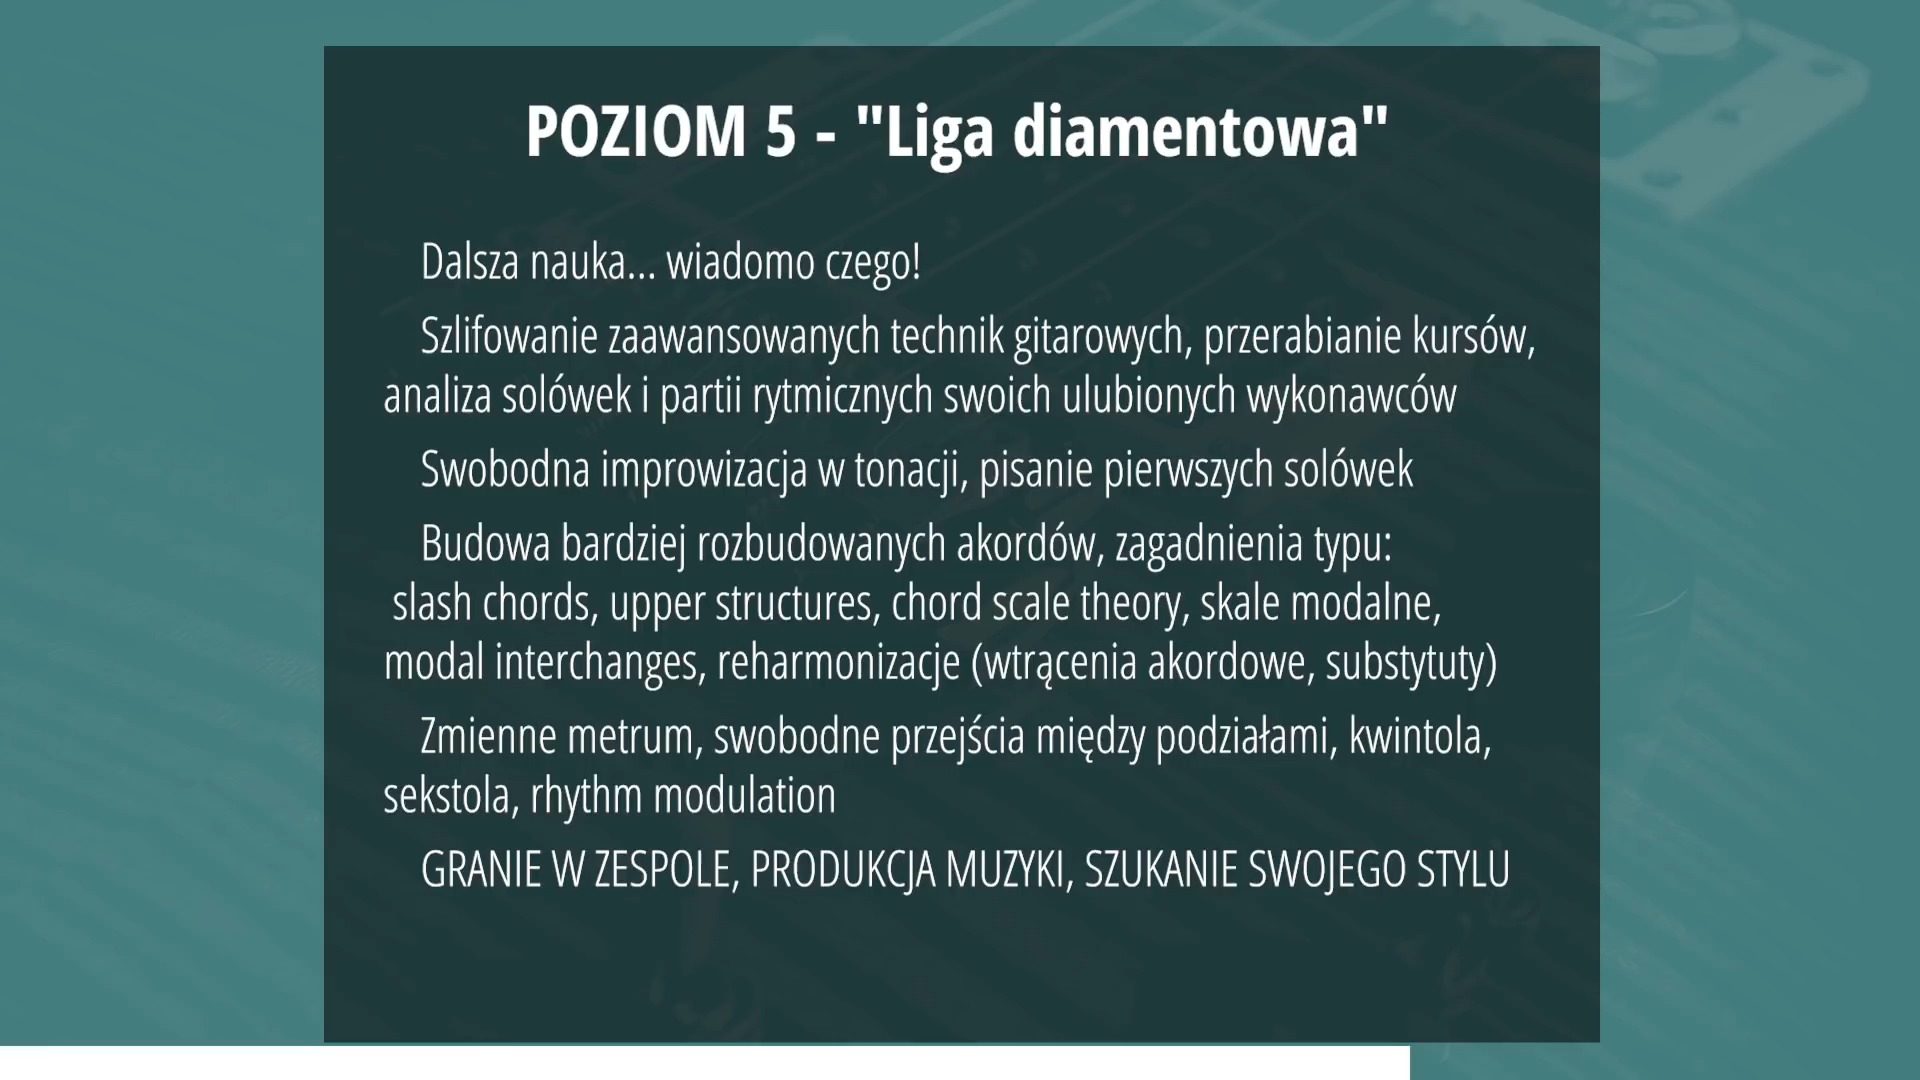 POZIOM 5 - "Liga diamentowa"
Dalsza nauka... wiadomo czego!
Szlifowanie zaawansowanych technik gitarowych, przerabianie kursów,
analiza solówek i partii rytmicznych swoich ulubionych wykonawców
Swobodna improwizacja w tonacji, pisanie pierwszych solówek
Budowa bardziej rozbudowanych akordów, zagadnienia typu:
slash chords, upper structures, chord scale theory, skale modalne,
modal interchanges, reharmonizacje (wtrącenia akordowe, substytuty)
Zmienne metrum, swobodne przejścia między podziałami, kwintola,
sekstola, rhythm modulation
GRANIE W ZESPOLE, PRODUKCJA MUZYKI, SZUKANIE SWOJEGO STYLU